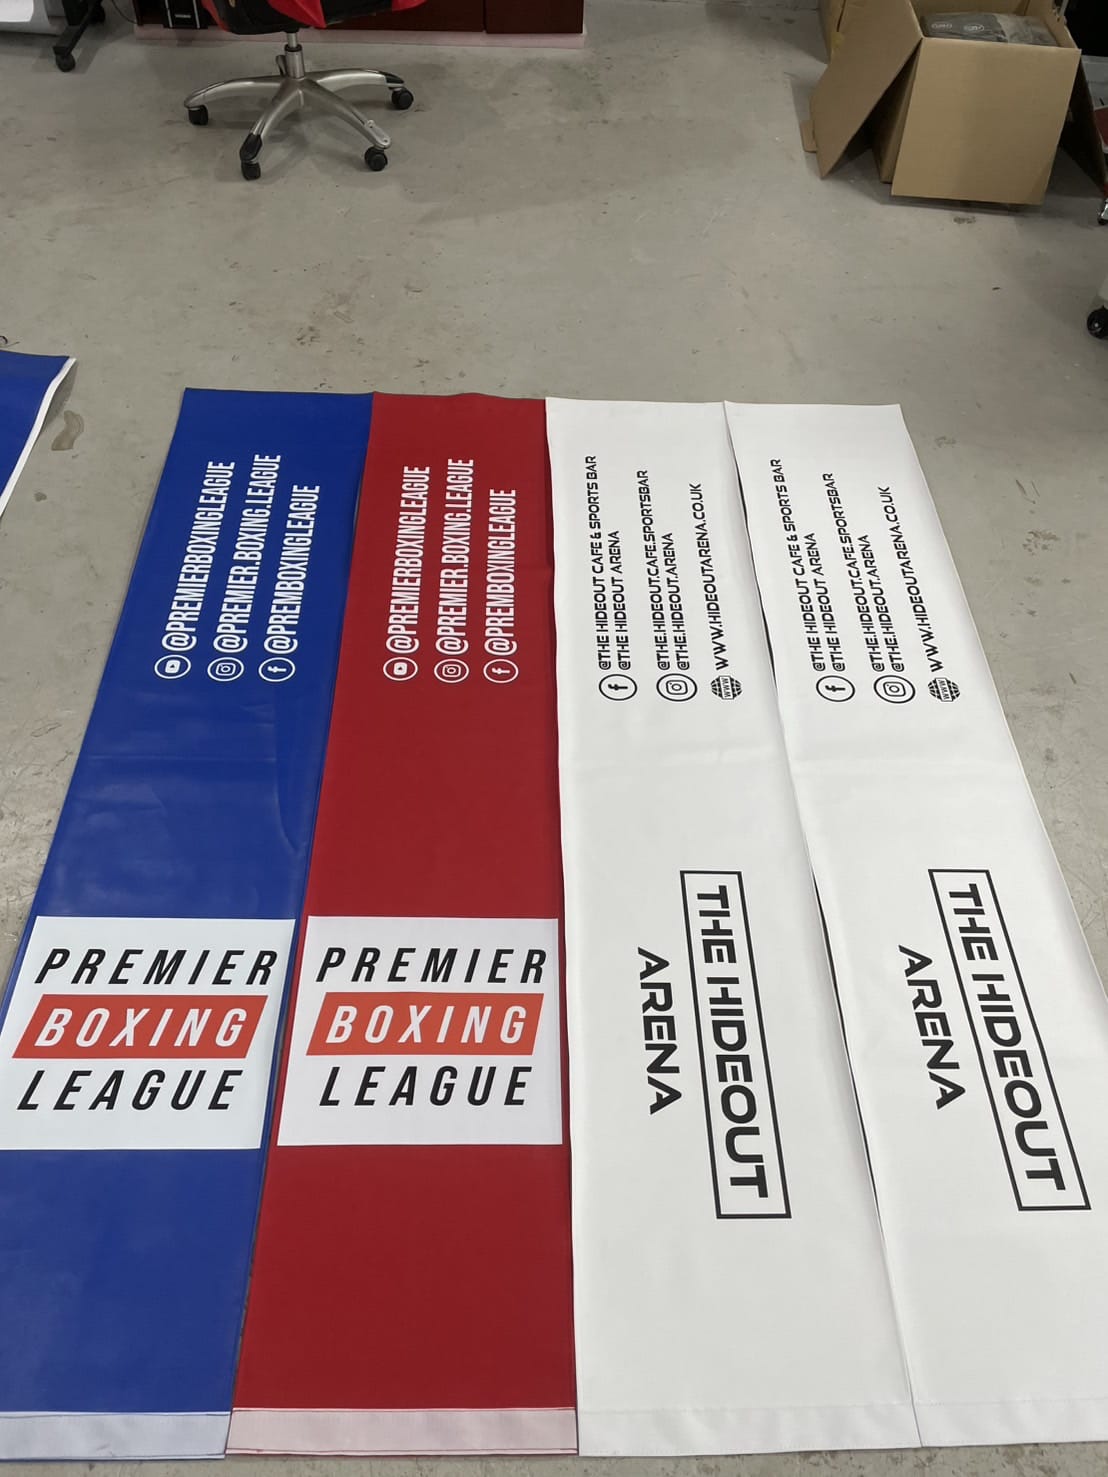 @PREMIERBOXINGLEAGUE
@PREMIER.BOXING.LEAGUE
@PREMBOXINGLEAGUE
PREMIER
BOXING
LEAGUE
@PREMIERBOXINGLEAGUE
@PREMIER.BOXING.LEAGUE
@PREMBOXINGLEAGUE
PREMIER
BOXING
LEAGUE
@THE HIDEOUT CAFE & SPORTS BAR
@THE HIDEOUT ARENA
@THE.HIDEOUT.CAFE.SPORTSBAR
@THE.HIDEOUT.ARENA
WWW
WWW.HIDEOUTARENA.CO.UK
THE HIDEOUT
ARENA
@THE HIDEOUT CAFE & SPORTS BAR
@THE HIDEOUT ARENA
@THE.HIDEOUT.CAFE.SPORTSBAR
@THE.HIDEOUT.ARENA
WWW
WWW.HIDEOUTARENA.CO.UK
THE HIDEOUT
ARENA